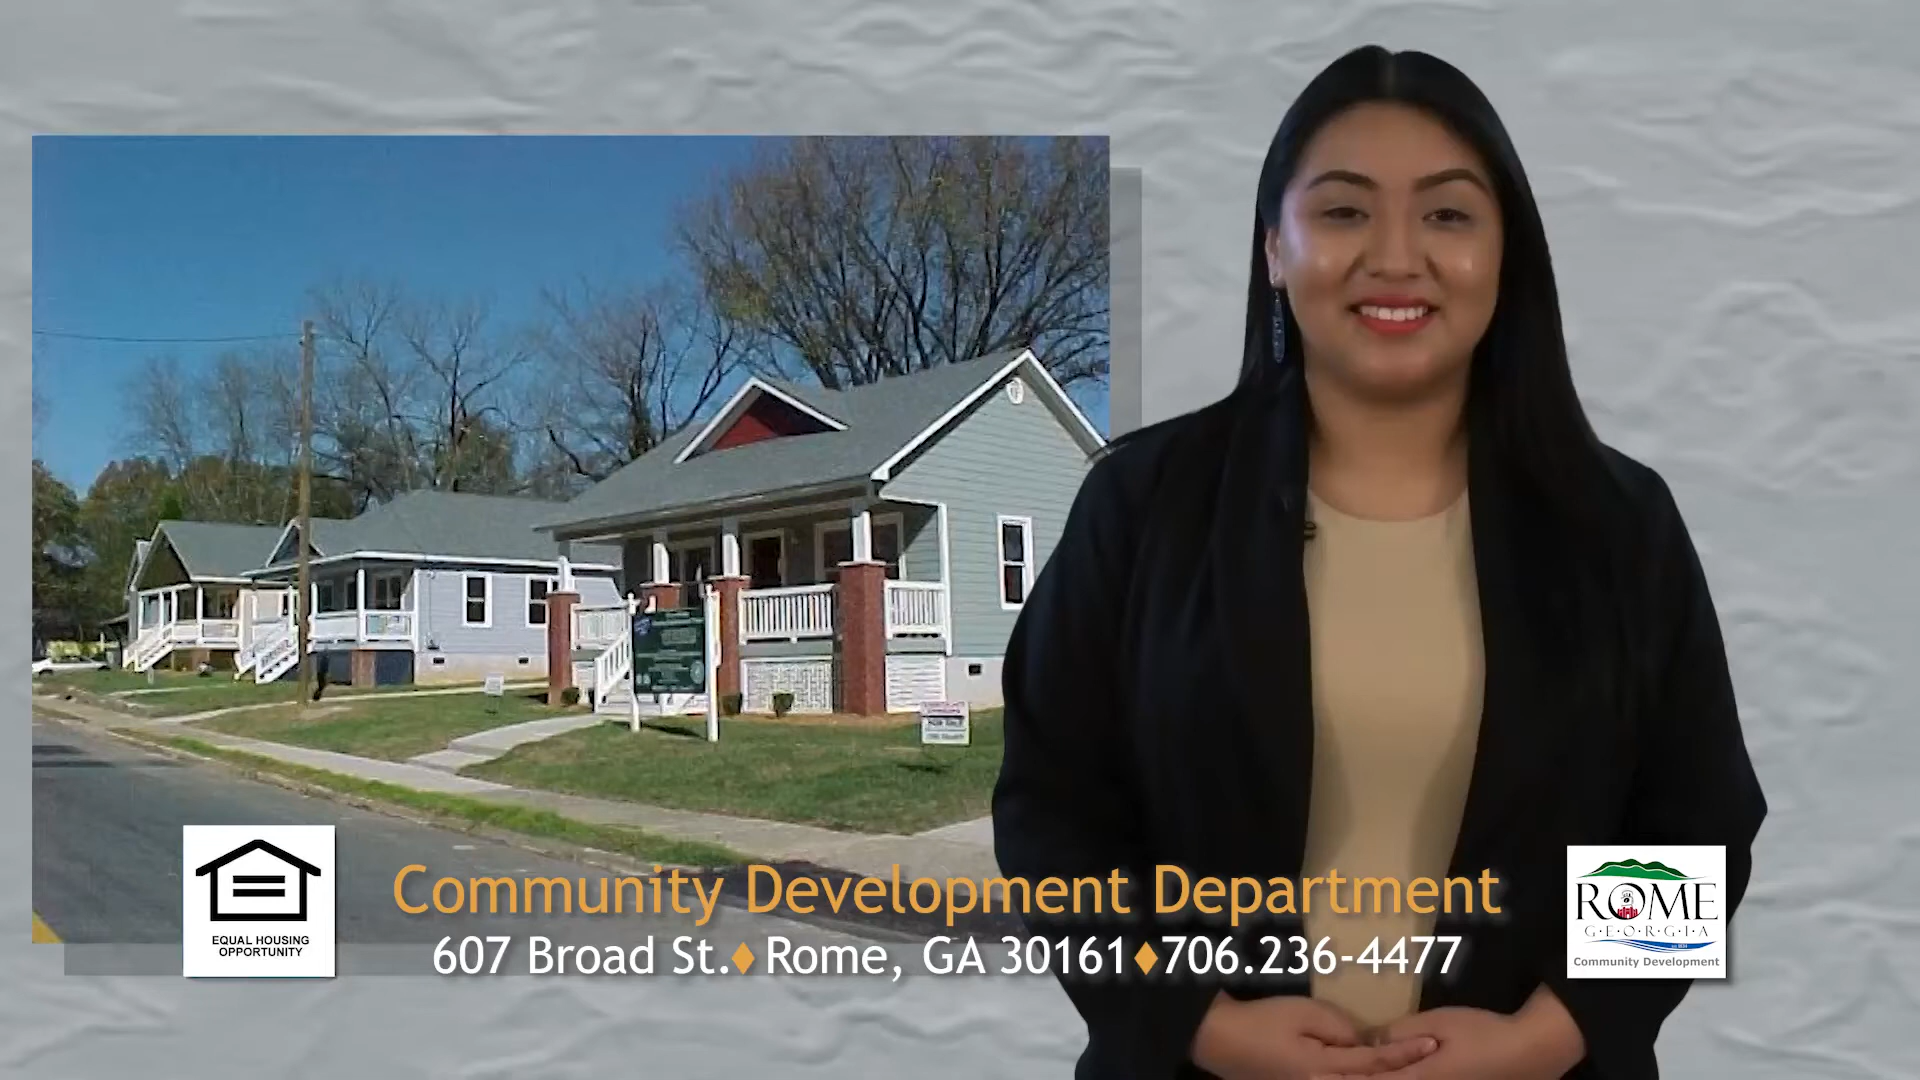 EQUAL HOUSING
OPPORTUNITY
Community Development Department
607 Broad St.♦Rome, GA 30161♦706.236-4477
ROME
G·E·O·R·G·I·A
Community Development